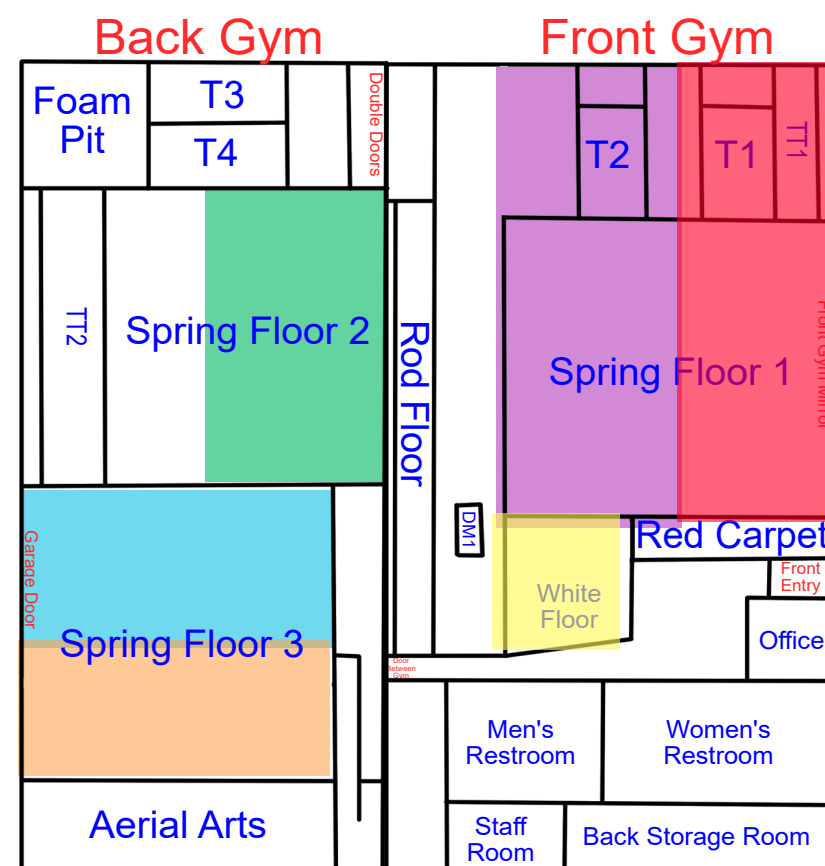 Back Gym
Front Gym
Foam
Pit
T3
T4
Double Doors
T2
T1
TT1
TT2
Spring Floor 2
Rod Floor
Spring Floor 1
Front Gym Mirror
DM1
Red Carpet
Garage Door
White
Floor
Front
Entry
Spring Floor 3
Office
Door
Between
Gym
Men's
Restroom
Women's
Restroom
Aerial Arts
Staff
Room
Back Storage Room